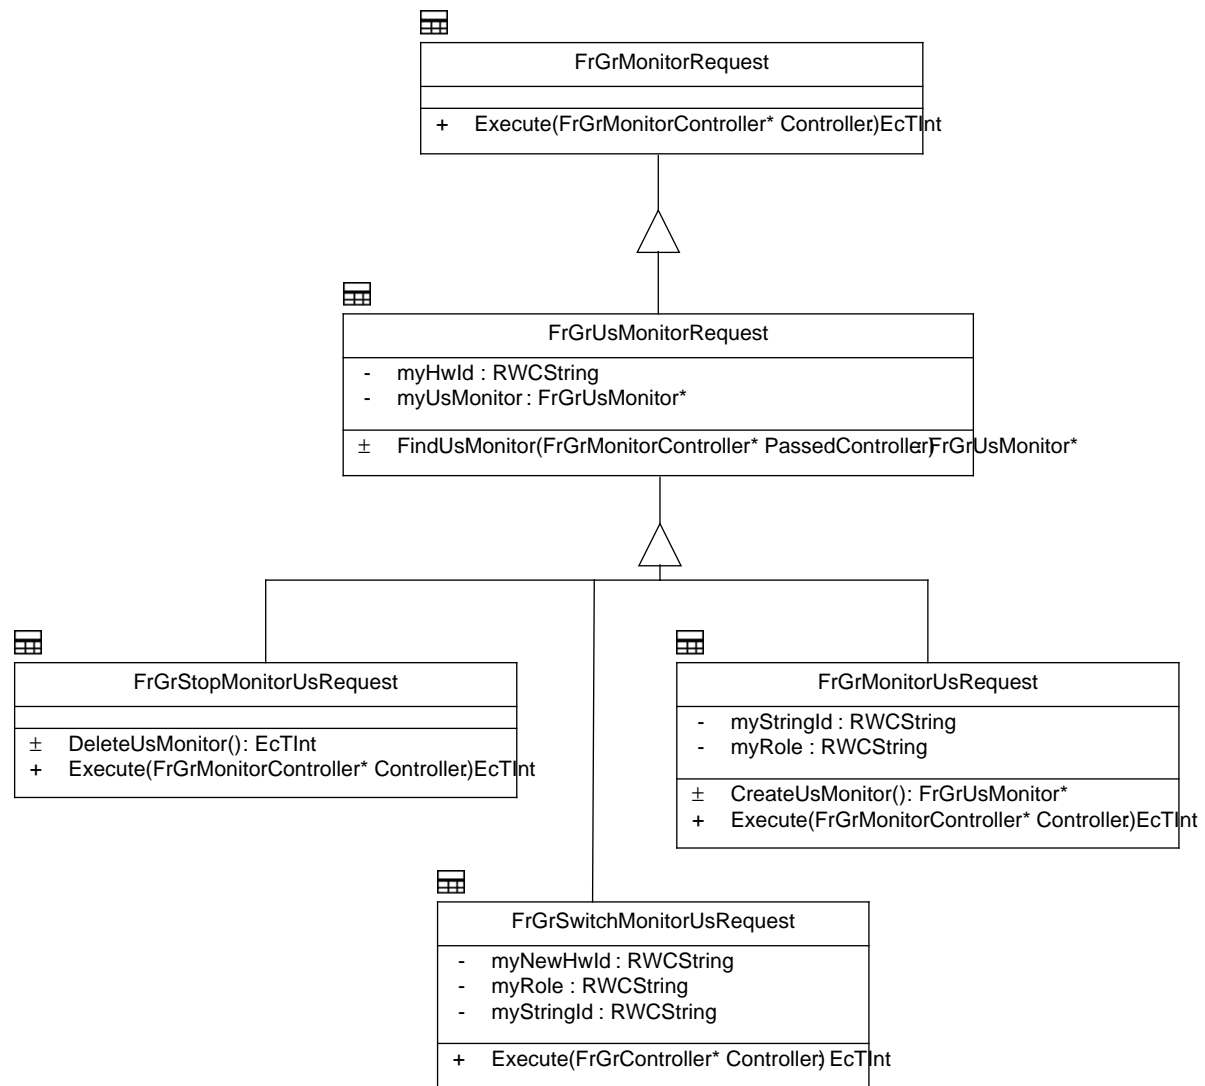 FrGrMonitorRequest
+ Execute(FrGrMonitorController* Controller):EcTInt
FrGrUsMonitorRequest
- myHwId : RWCString
- myUsMonitor : FrGrUsMonitor*
± FindUsMonitor(FrGrMonitorController* PassedController):FrGrUsMonitor*
FrGrStopMonitorUsRequest
± DeleteUsMonitor(): EcTInt
+ Execute(FrGrMonitorController* Controller):EcTInt
FrGrMonitorUsRequest
- myStringId : RWCString
- myRole : RWCString
± CreateUsMonitor(): FrGrUsMonitor*
+ Execute(FrGrMonitorController* Controller):EcTInt
FrGrSwitchMonitorUsRequest
- myNewHwId : RWCString
- myRole : RWCString
- myStringId : RWCString
+ Execute(FrGrController* Controller): EcTInt